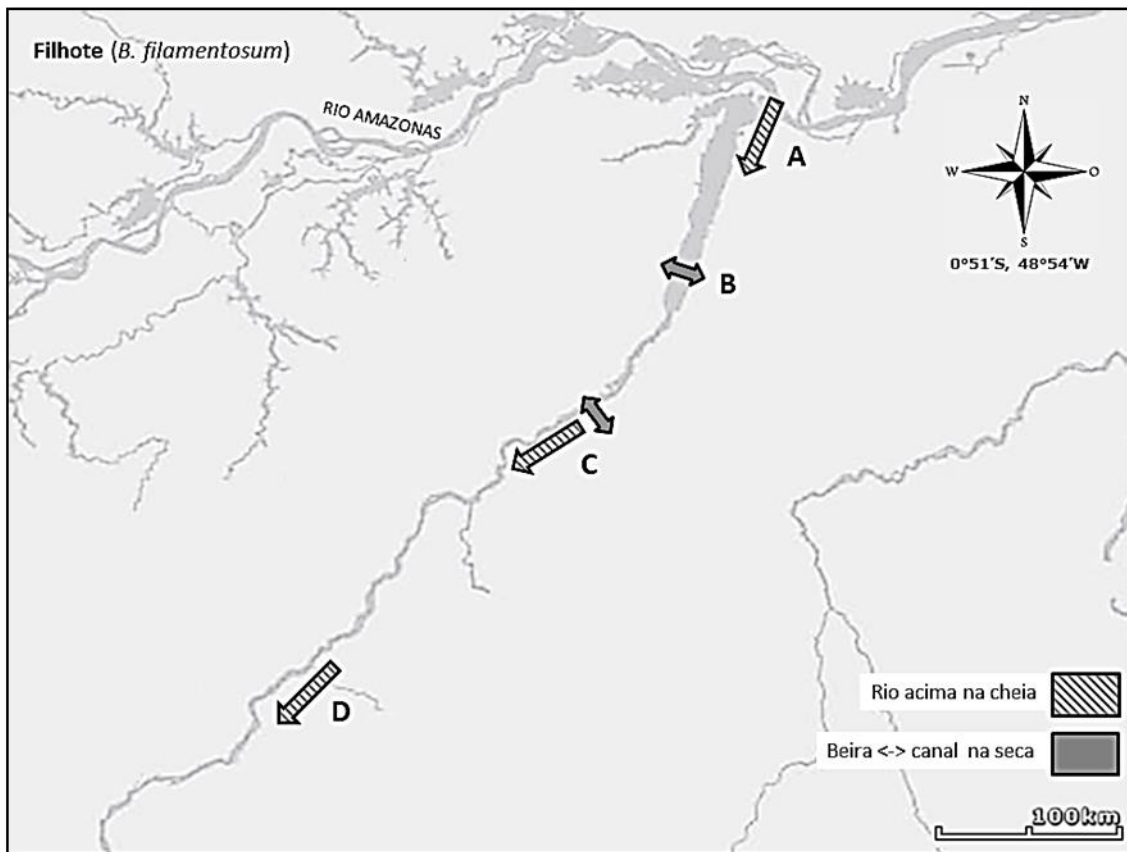 Filhote (B. filamentosum)
RIO AMAZONAS
A
N
W
O
S
0°51'S, 48°54'W
B
C
D
Rio acima na cheia
Beira <-> canal na seca
100km